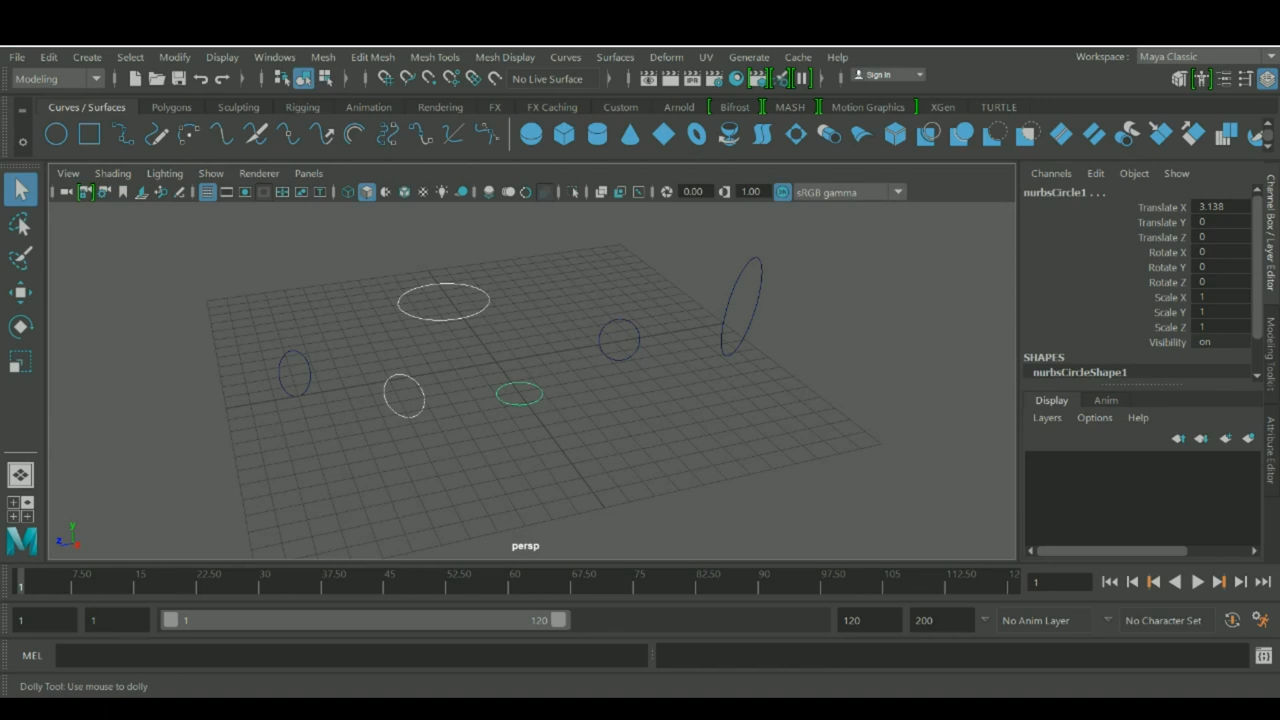 File Edit Create Select Modify Display Windows Mesh Edit Mesh Mesh Tools Mesh Display Curves Surfaces Deform UV Generate Cache Help Workspace : Maya Classic
Modeling No Live Surface Sign In
Curves / Surfaces Polygons Sculpting Rigging Animation Rendering FX FX Caching Custom Arnold Bifrost MASH Motion Graphics XGen TURTLE
View Shading Lighting Show Renderer Panels
0.00 1.00 sRGB gamma
Channels Edit Object Show
nurbsCircle1 . . .
Translate X 3.138
Translate Y 0
Translate Z 0
Rotate X 0
Rotate Y 0
Rotate Z 0
Scale X 1
Scale Y 1
Scale Z 1
Visibility on
SHAPES
nurbsCircleShape1
Display Anim
Layers Options Help
Channel Box / Layer Editor
Modeling Toolkit
Attribute Editor
y
z x
persp
1 7.50 15 22.50 30 37.50 45 52.50 60 67.50 75 82.50 90 97.50 105 112.50 12
1
1 1 1 120 120 200 No Anim Layer No Character Set
MEL
Dolly Tool: Use mouse to dolly